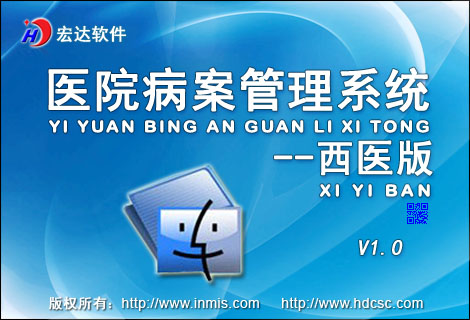 宏达软件
医院病案管理系统
YI YUAN BING AN GUAN LI XI TONG
--西医版
XI YI BAN
V1.0
版权所有：http://www.inmis.com http://www.hdcsc.com